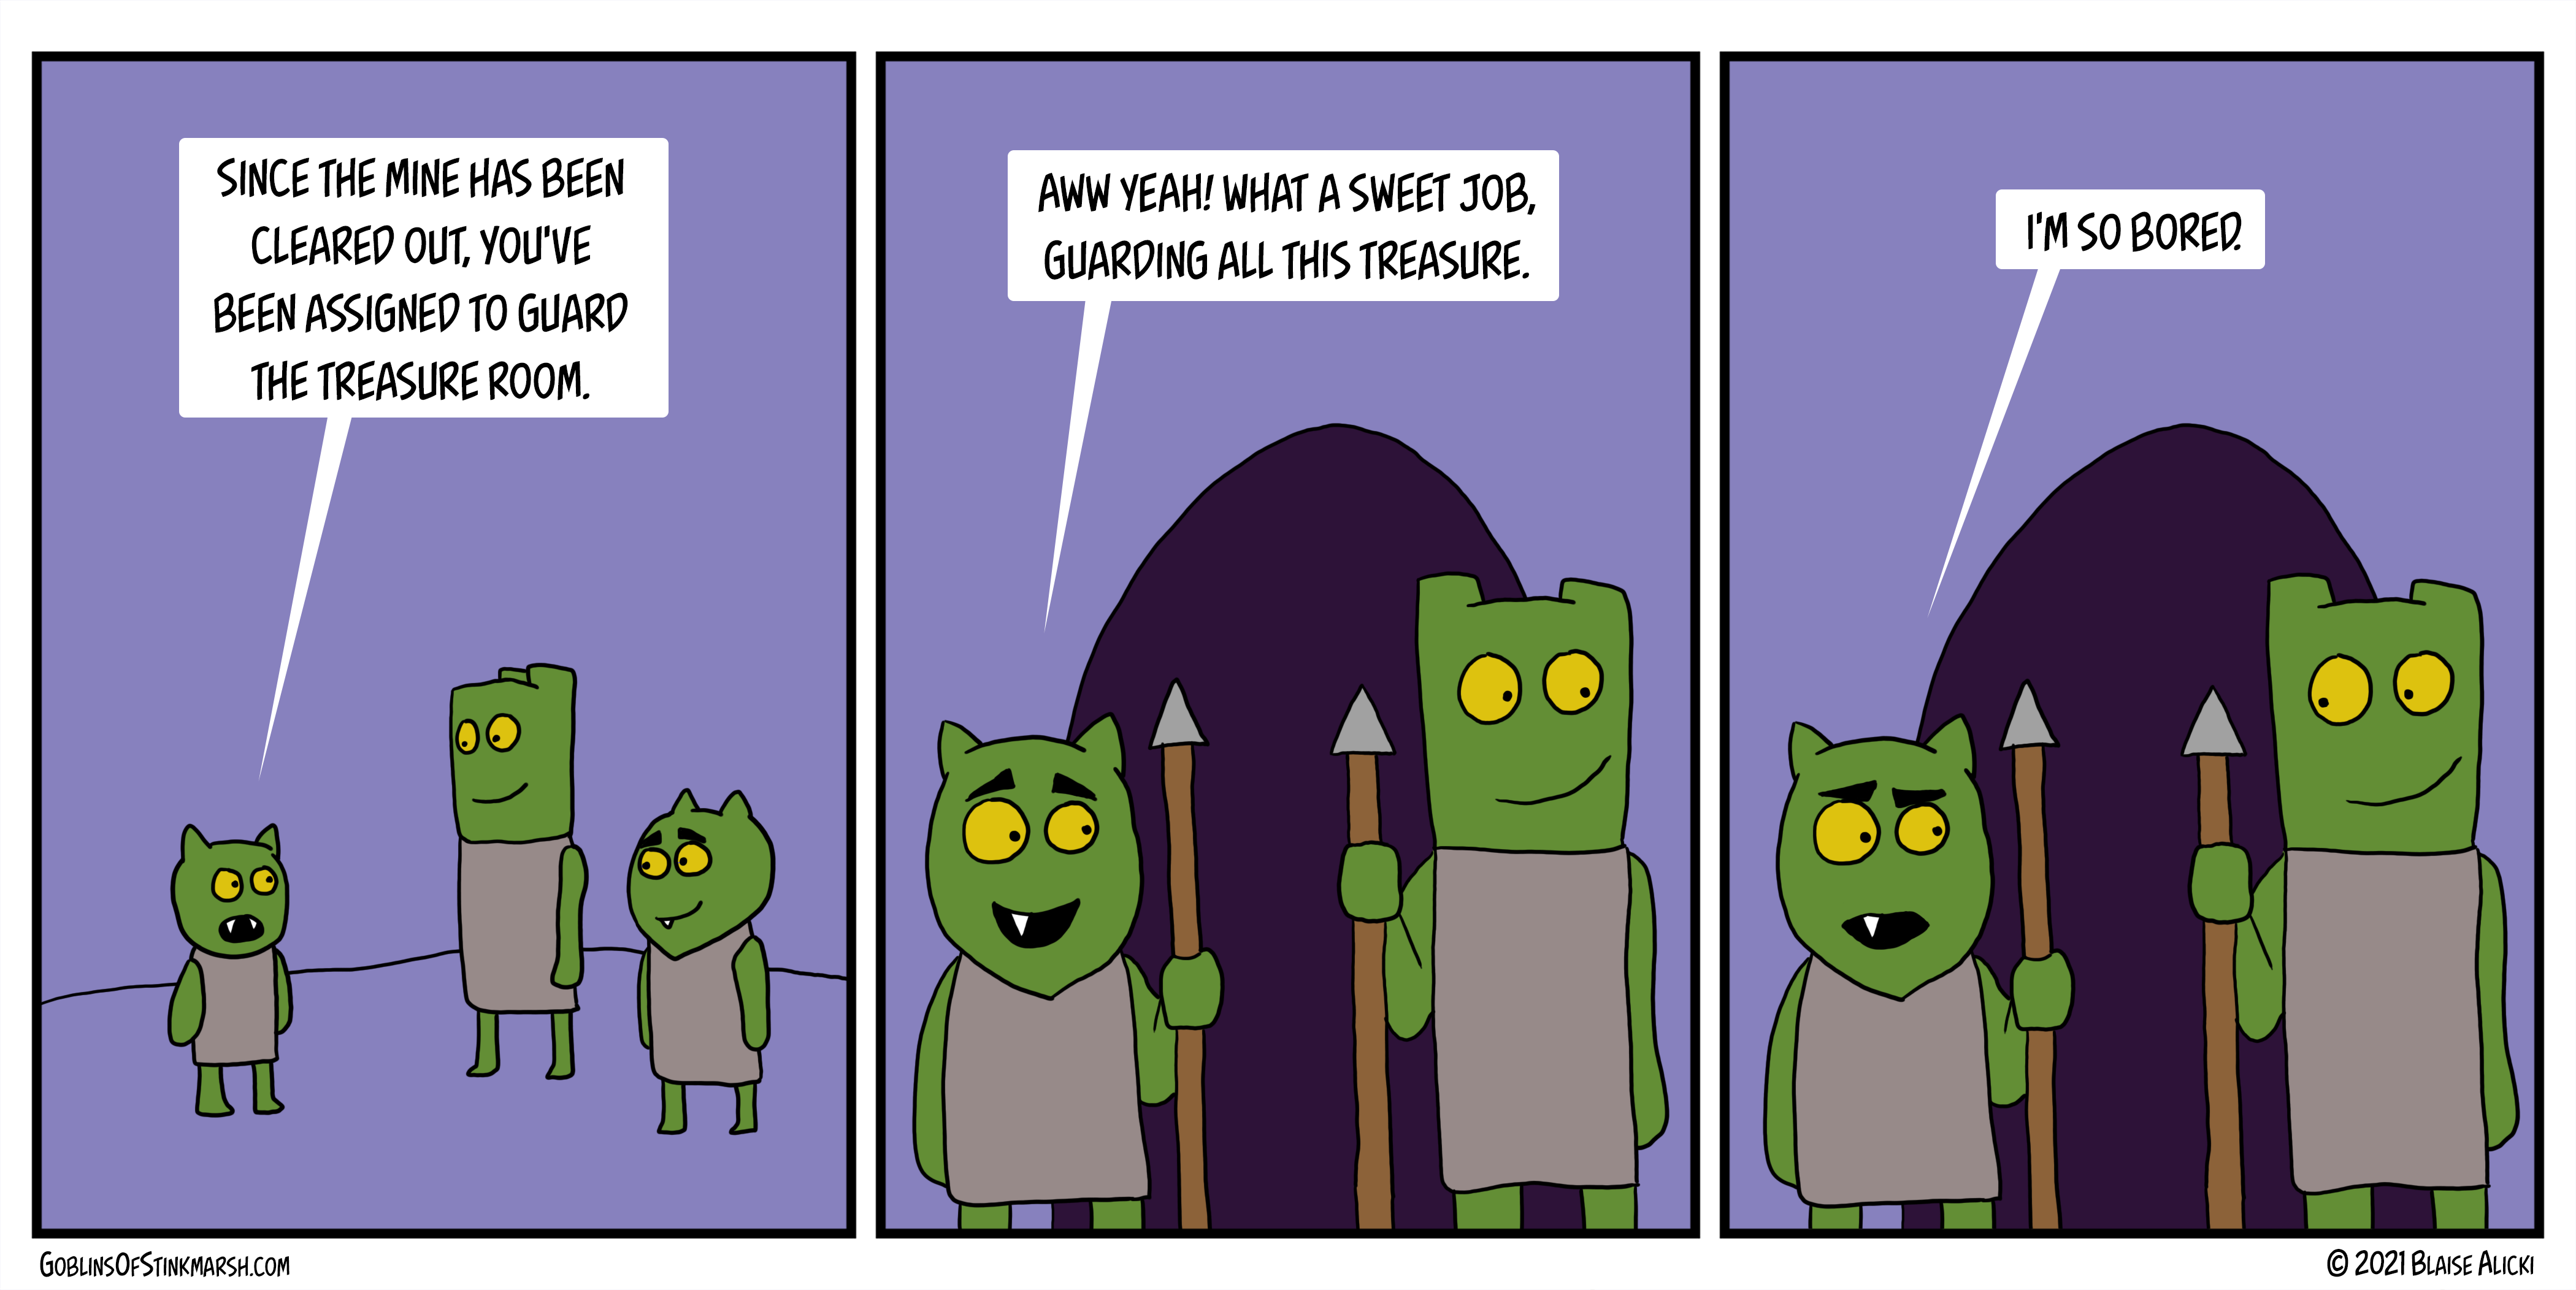 SINCE THE MINE HAS BEEN
CLEARED OUT, YOU'VE
BEEN ASSIGNED TO GUARD
THE TREASURE ROOM.
AWW YEAH! WHAT A SWEET JOB,
GUARDING ALL THIS TREASURE.
I'M SO BORED.
GOBLINSOFSTINKMARSH.COM
© 2021 BLAISE ALICKI